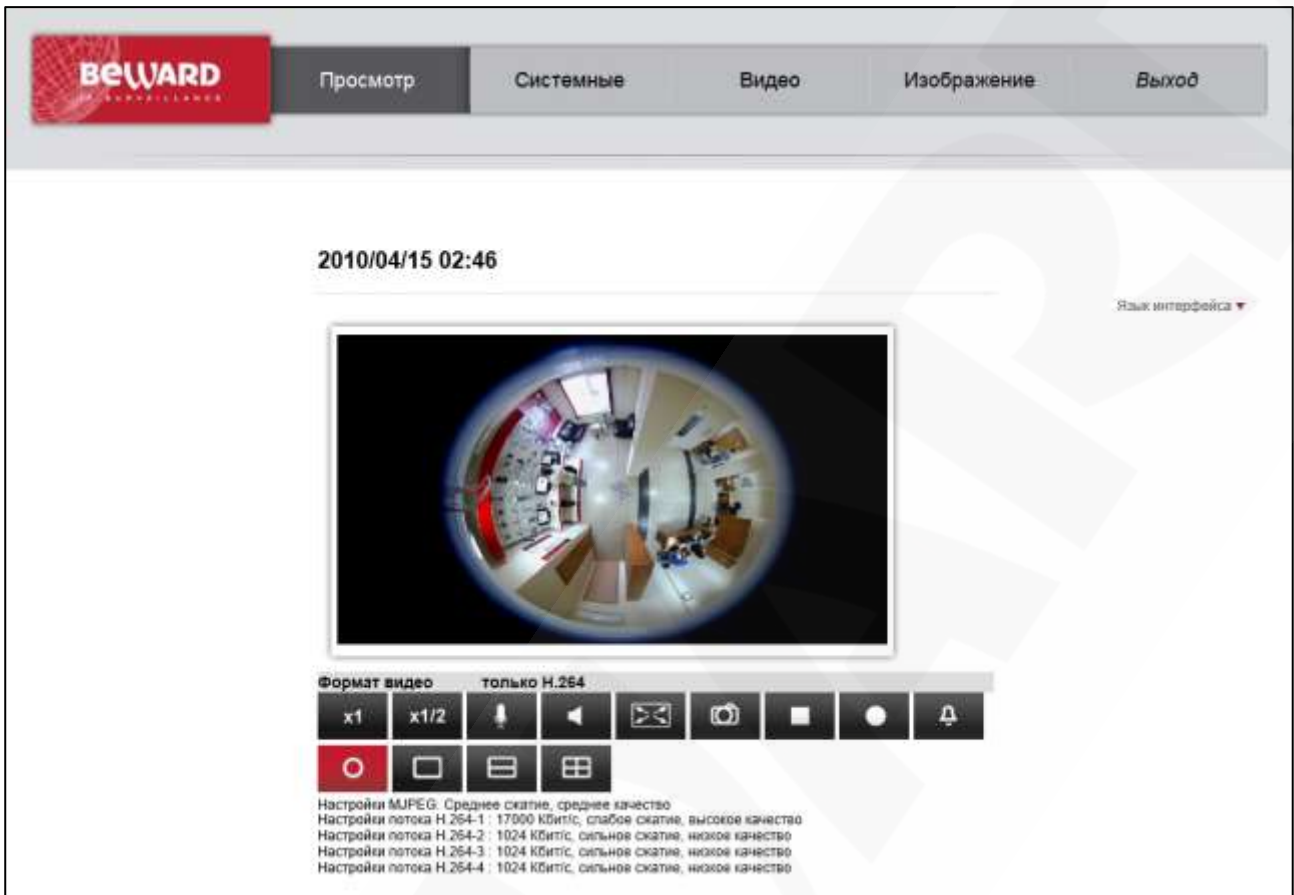 BEWARD
IP SURVEILLANCE
Просмотр Системные Видео Изображение Выход
2010/04/15 02:46
Язык интерфейса
Формат видео только H.264
x1 x1/2
Настройки MJPEG: Среднее сжатие, среднее качество
Настройки потока H.264-1 : 17000 Кбит/с, слабое сжатие, высокое качество
Настройки потока H.264-2 : 1024 Кбит/с, сильное сжатие, низкое качество
Настройки потока H.264-3 : 1024 Кбит/с, сильное сжатие, низкое качество
Настройки потока H.264-4 : 1024 Кбит/с, сильное сжатие, низкое качество